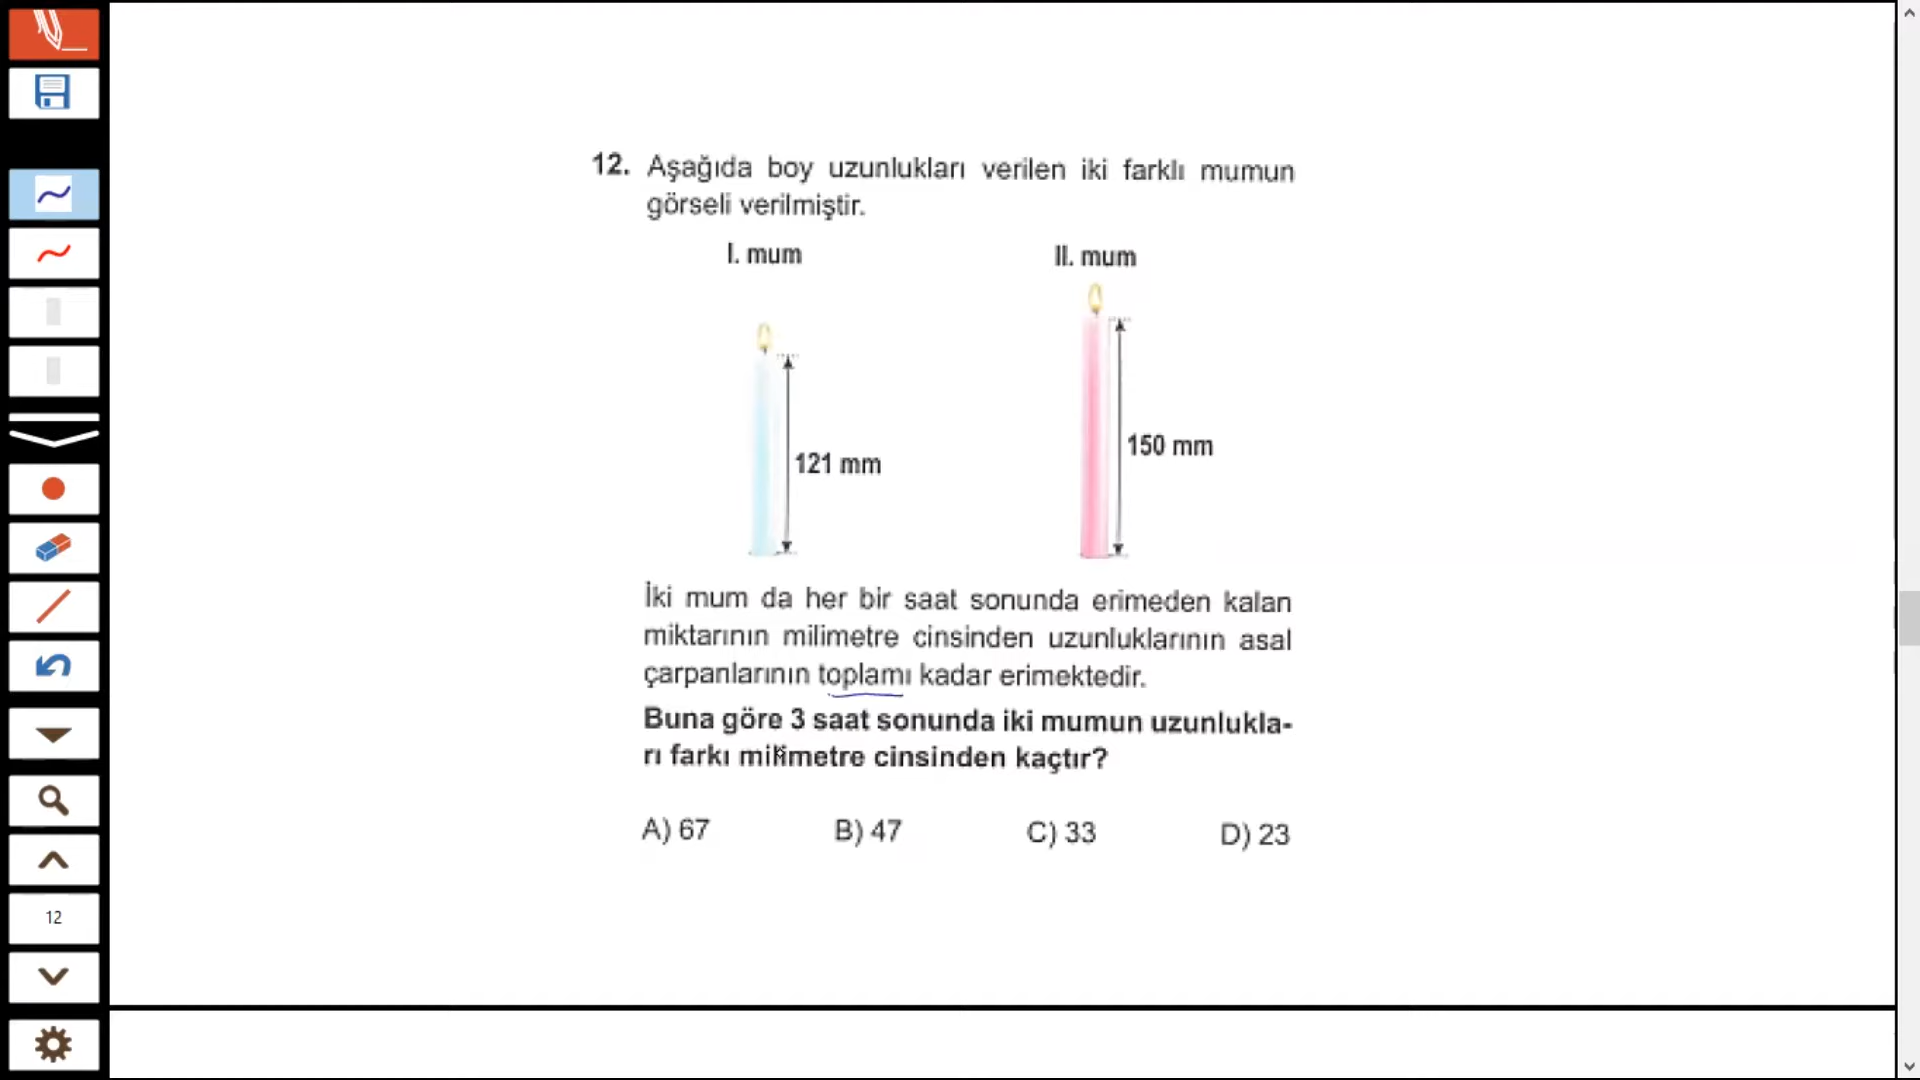 12. Aşağıda boy uzunlukları verilen iki farklı mumun
görseli verilmiştir.
I. mum
II. mum
121 mm
150 mm
İki mum da her bir saat sonunda erimeden kalan
miktarının milimetre cinsinden uzunluklarının asal
çarpanlarının toplamı kadar erimektedir.
Buna göre 3 saat sonunda iki mumun uzunlukla-
rı farkı milimetre cinsinden kaçtır?
A) 67 B) 47 C) 33 D) 23
12